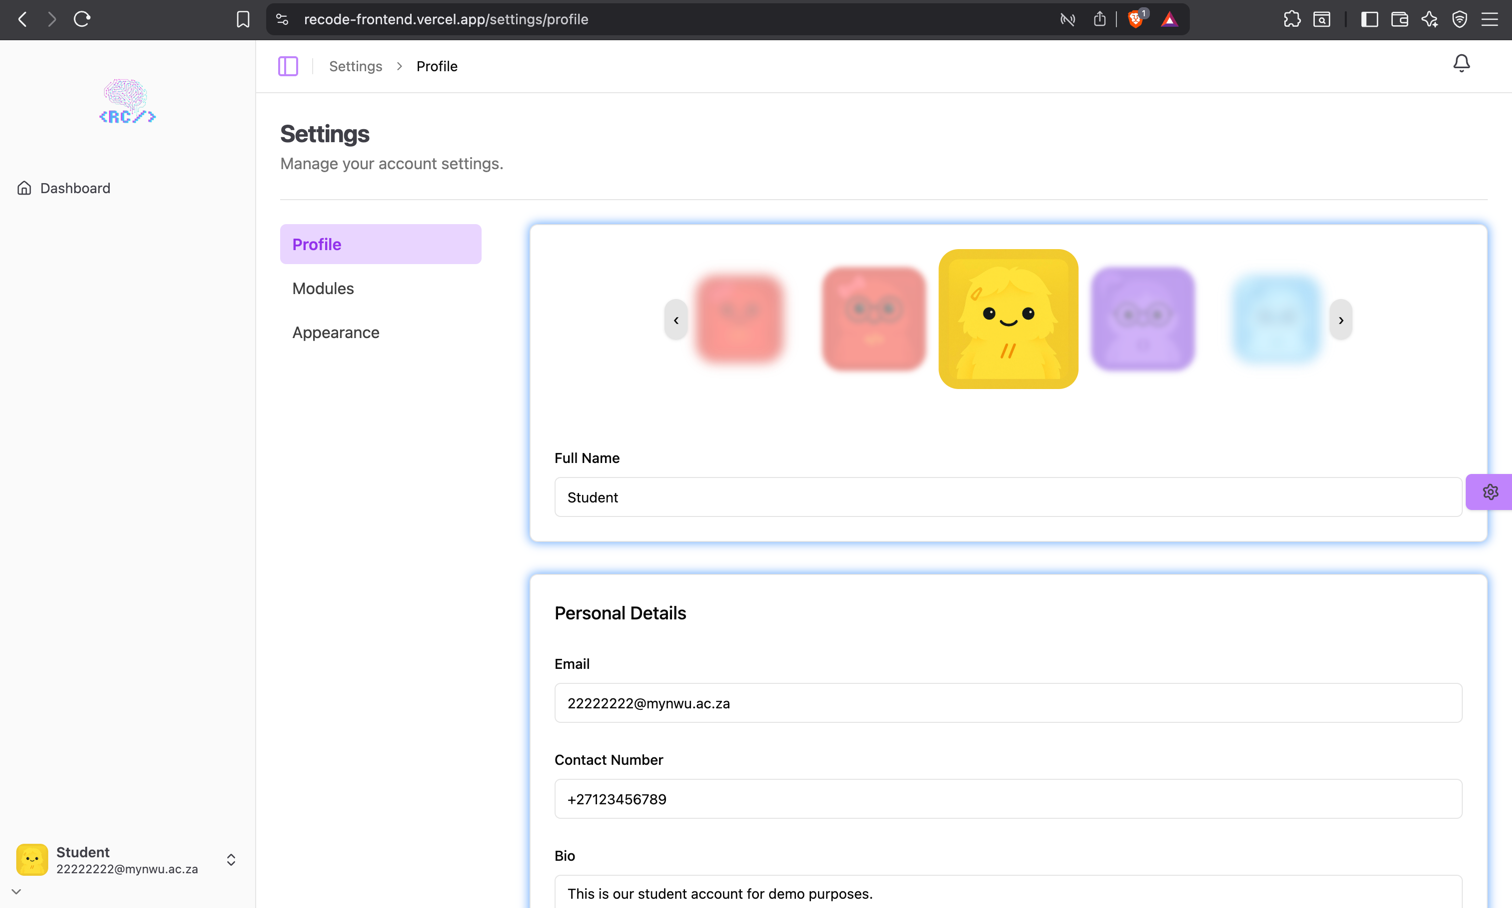 recode-frontend.vercel.app/settings/profile
1
<RC/>
Settings > Profile
Dashboard
Settings
Manage your account settings.
Profile
Modules
Appearance
‹
›
Full Name
Student
Personal Details
Email
22222222@mynwu.ac.za
Contact Number
+27123456789
Bio
This is our student account for demo purposes.
Student
22222222@mynwu.ac.za